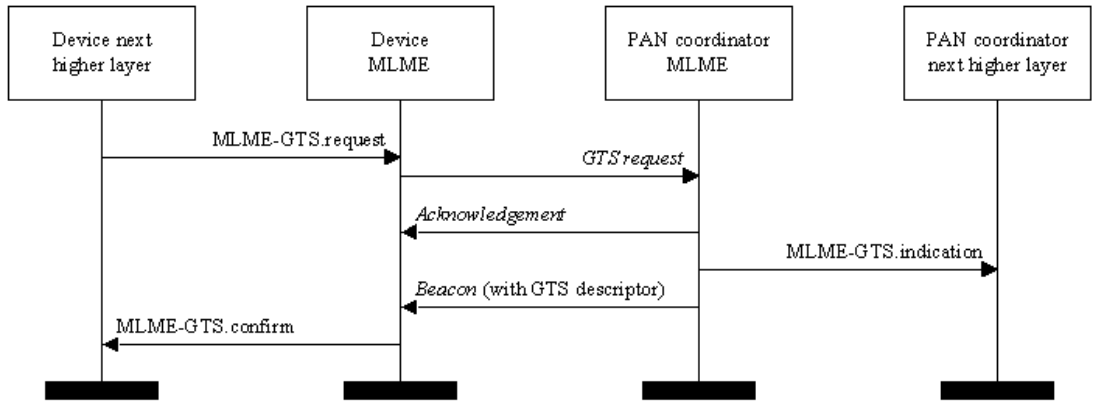 Device next
higher layer
Device
MLME
PAN coordinator
MLME
PAN coordinator
next higher layer
MLME-GTS.request
GTS request
Acknowledgement
MLME-GTS.indication
Beacon (with GTS descriptor)
MLME-GTS.confirm